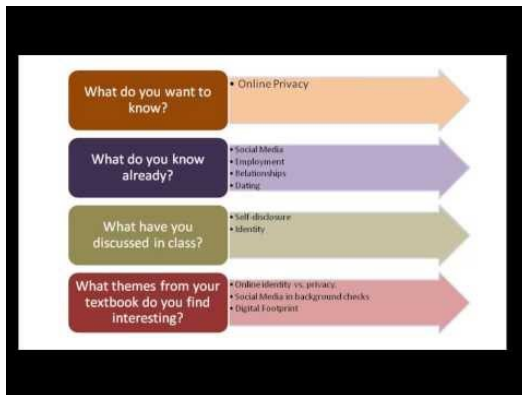 What do you want to
know?
• Online Privacy
What do you know
already?
• Social Media
• Employment
• Relationships
• Dating
What have you
discussed in class?
• Self-disclosure
• Identity
What themes from your
textbook do you find
interesting?
• Online identity vs. privacy.
• Social Media in background checks
• Digital Footprint